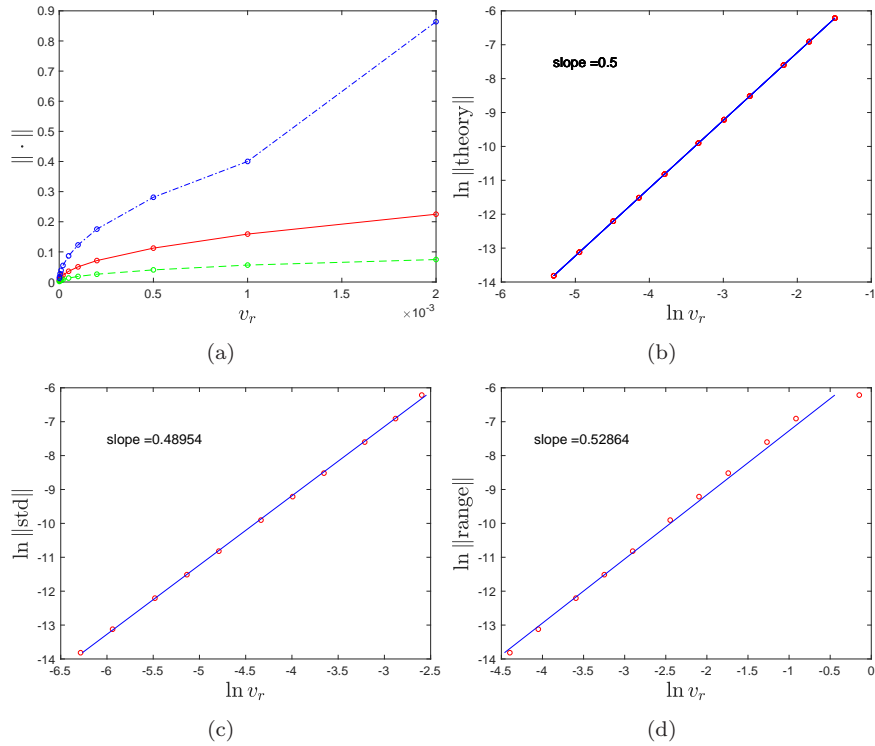 0.9
0.8
0.7
0.6
0.5
0.4
0.3
0.2
0.1
0
‖ · ‖
0 0.5 1 1.5 2
v_r
×10^-3
(a)
-6
-7
-8
-9
-10
-11
-12
-13
-14
ln ‖theory‖
slope =0.5
-6 -5 -4 -3 -2 -1
ln v_r
(b)
-6
-7
-8
-9
-10
-11
-12
-13
-14
ln ‖std‖
slope =0.48954
-6.5 -6 -5.5 -5 -4.5 -4 -3.5 -3 -2.5
ln v_r
(c)
-6
-7
-8
-9
-10
-11
-12
-13
-14
ln ‖range‖
slope =0.52864
-4.5 -4 -3.5 -3 -2.5 -2 -1.5 -1 -0.5 0
ln v_r
(d)